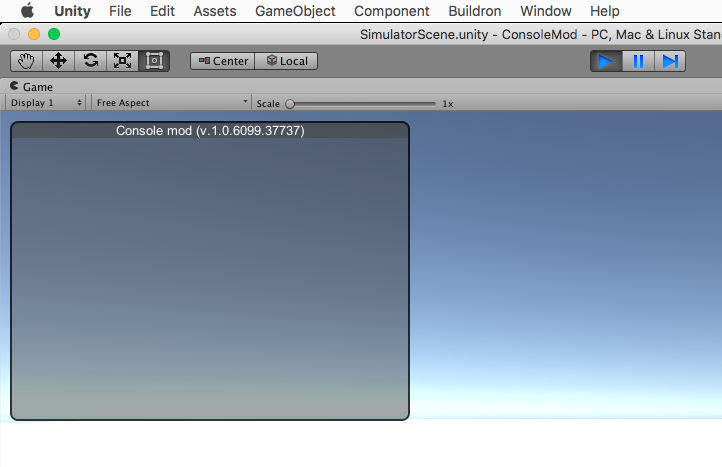 Unity File Edit Assets GameObject Component Buildron Window Help
SimulatorScene.unity - ConsoleMod - PC, Mac & Linux Stan
Center Local
Game
Display 1 Free Aspect Scale 1x
Console mod (v.1.0.6099.37737)